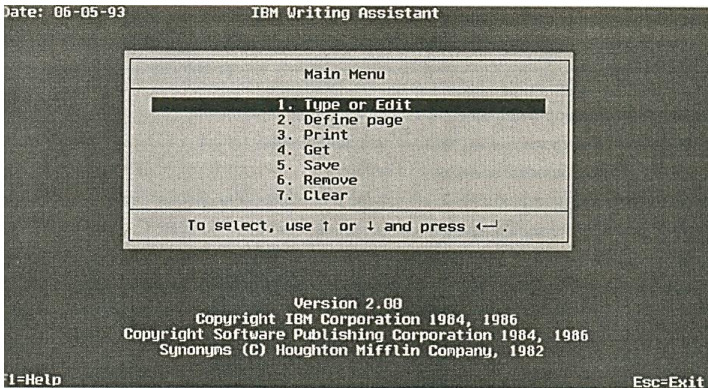 Date: 06-05-93 IBM Writing Assistant
Main Menu
1. Type or Edit
2. Define page
3. Print
4. Get
5. Save
6. Remove
7. Clear
To select, use ↑ or ↓ and press ←┘.
Version 2.00
Copyright IBM Corporation 1984, 1986
Copyright Software Publishing Corporation 1984, 1986
Synonyms (C) Houghton Mifflin Company, 1982
F1=Help Esc=Exit